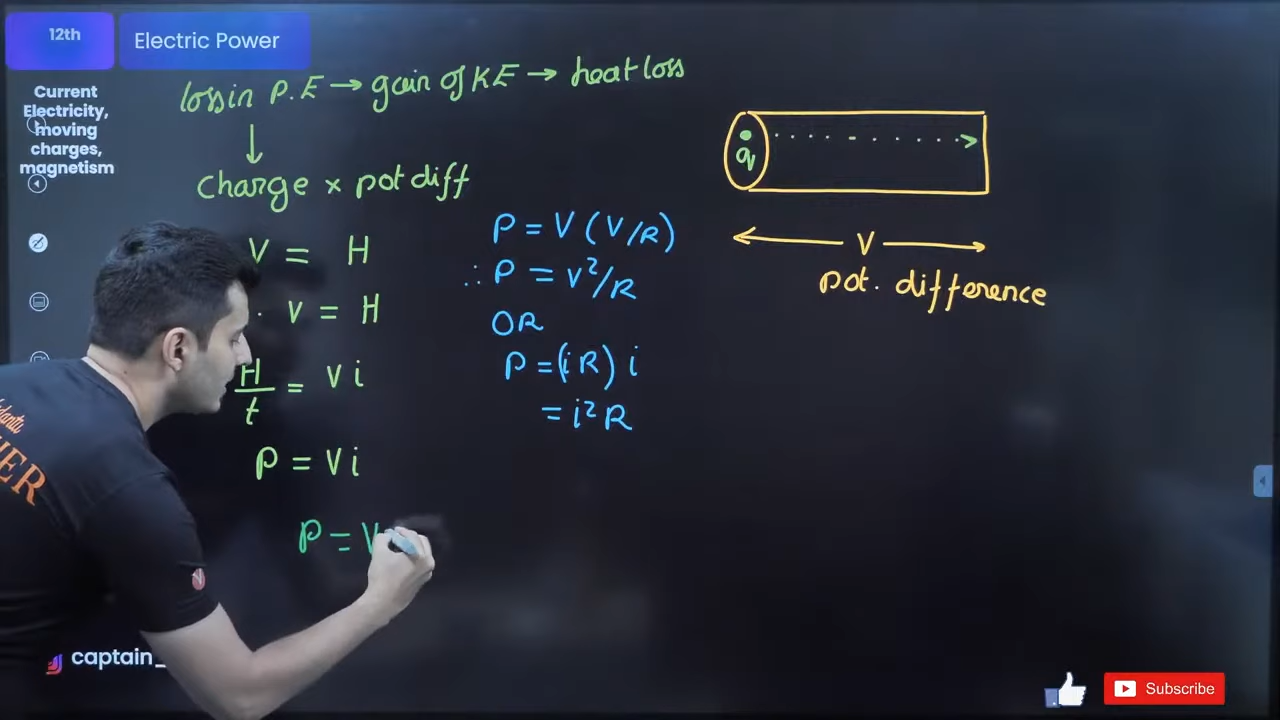 12th
Electric Power
Current
Electricity,
moving
charges,
magnetism
loss in P.E → gain of KE → heat loss
↓
charge × pot diff
V = H
. v = H
H/t = Vi
P = Vi
P = V
P = V (V/R)
∴ P = v²/R
OR
P = (iR) i
= i²R
q
V
pot. difference
captain_
Subscribe